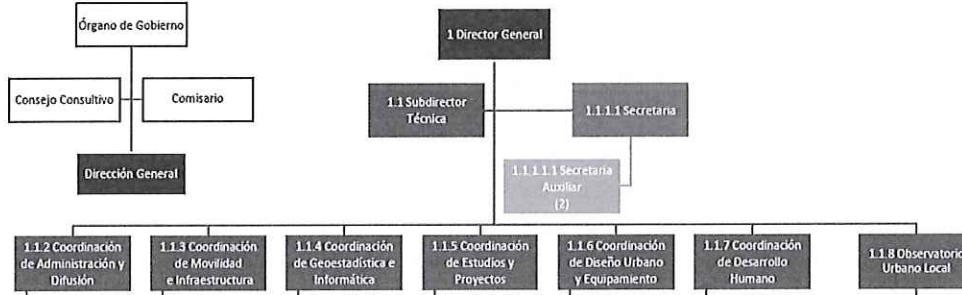 Órgano de Gobierno
Consejo Consultivo
Comisario
Dirección General
1 Director General
1.1 Subdirector
Técnica
1.1.1.1 Secretaria
1.1.1.1.1 Secretaria
Auxiliar
(2)
1.1.2 Coordinación
de Administración y
Difusión
1.1.3 Coordinación
de Movilidad
e Infraestructura
1.1.4 Coordinación
de Geoestadística e
Informática
1.1.5 Coordinación
de Estudios y
Proyectos
1.1.6 Coordinación
de Diseño Urbano y
Equipamiento
1.1.7 Coordinación
de Desarrollo
Humano
1.1.8 Observatorio
Urbano Local